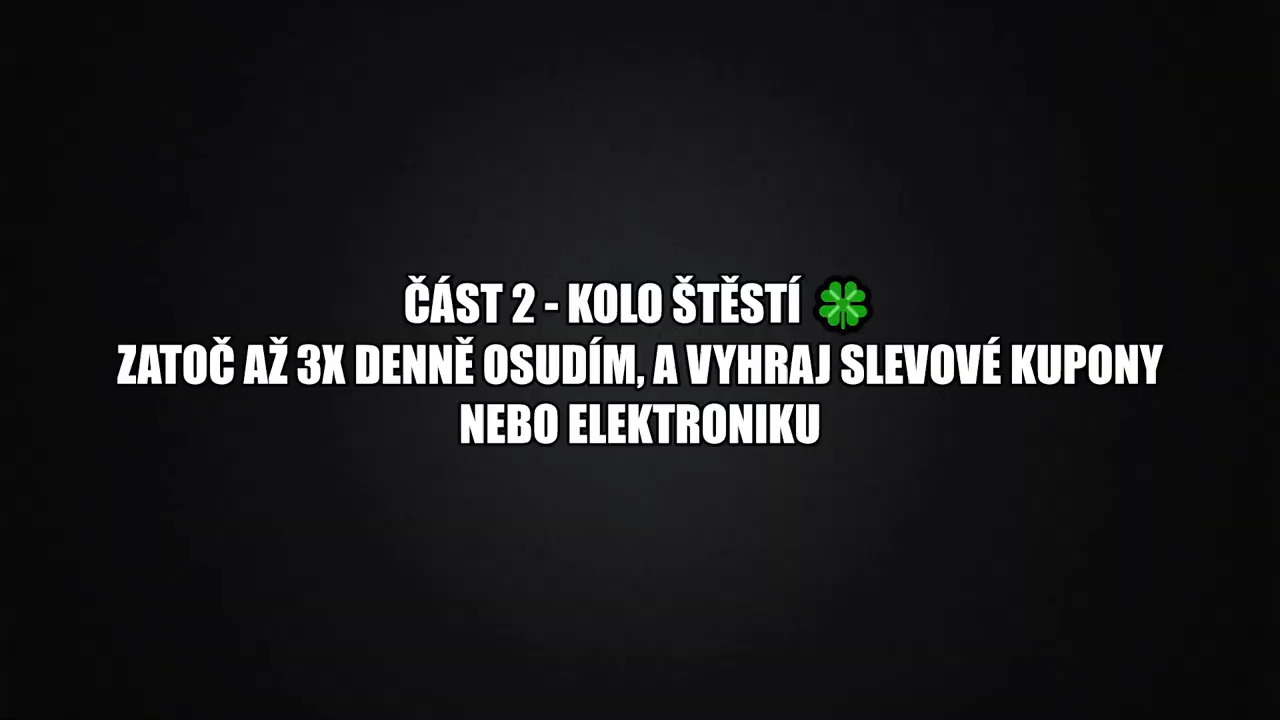 ČÁST 2 - KOLO ŠTĚSTÍ 🍀
ZATOČ AŽ 3X DENNĚ OSUDÍM, A VYHRAJ SLEVOVÉ KUPONY
NEBO ELEKTRONIKU